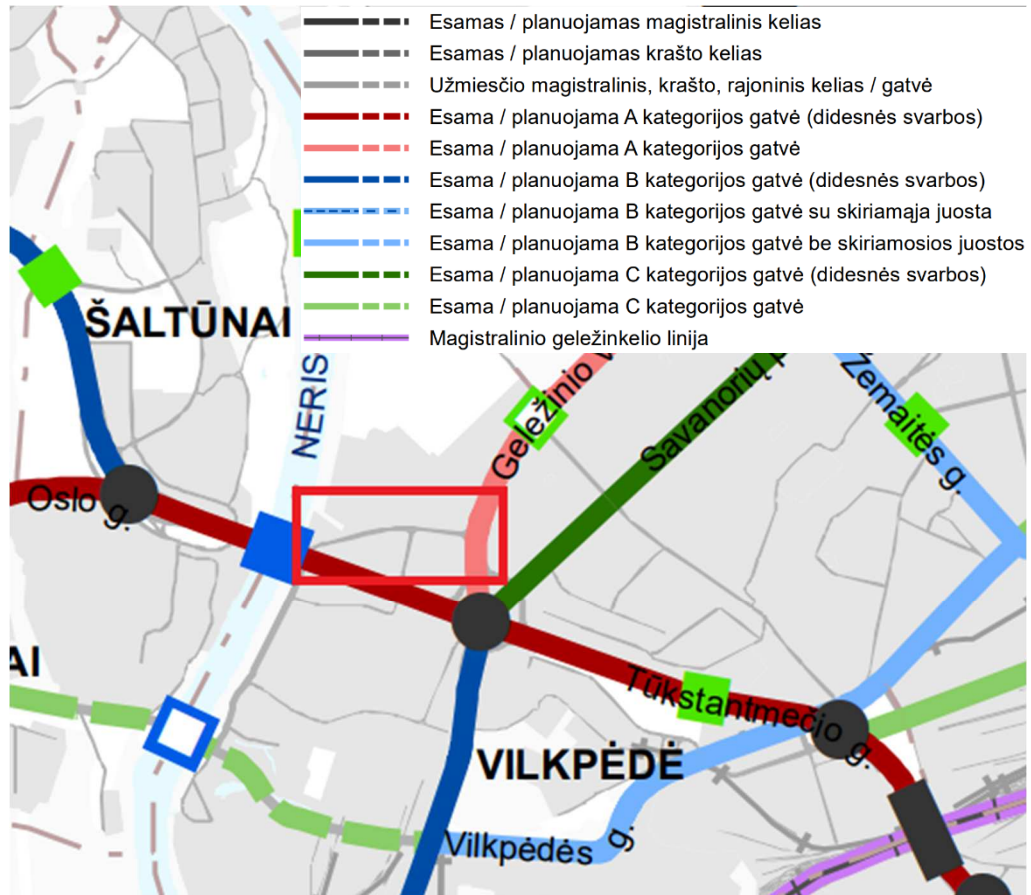 Esamas / planuojamas magistralinis kelias
Esamas / planuojamas krašto kelias
Užmiesčio magistralinis, krašto, rajoninis kelias / gatvė
Esama / planuojama A kategorijos gatvė (didesnės svarbos)
Esama / planuojama A kategorijos gatvė
Esama / planuojama B kategorijos gatvė (didesnės svarbos)
Esama / planuojama B kategorijos gatvė su skiriamąja juosta
Esama / planuojama B kategorijos gatvė be skiriamosios juostos
Esama / planuojama C kategorijos gatvė (didesnės svarbos)
Esama / planuojama C kategorijos gatvė
Magistralinio geležinkelio linija
ŠALTŪNAI
NERIS
Geležinio
Savanorių
Žemaitės g.
Oslo g.
AI
Tūkstantmečio g.
VILKPĖDĖ
Vilkpėdės g.